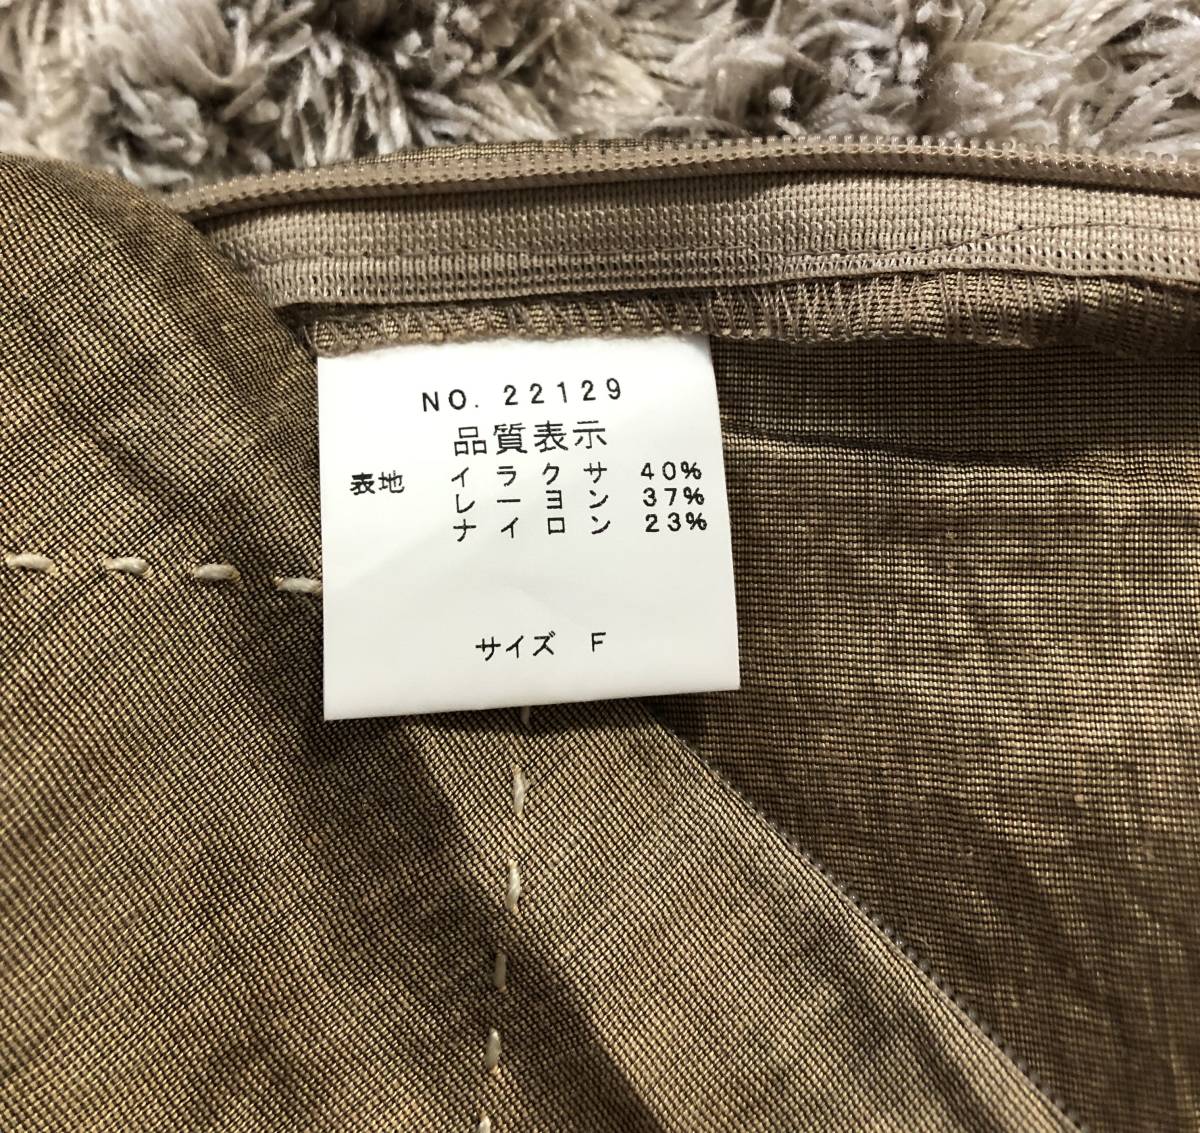 NO. 22129
品質表示
表地 イラクサ 40%
レーヨン 37%
ナイロン 23%
サイズ F